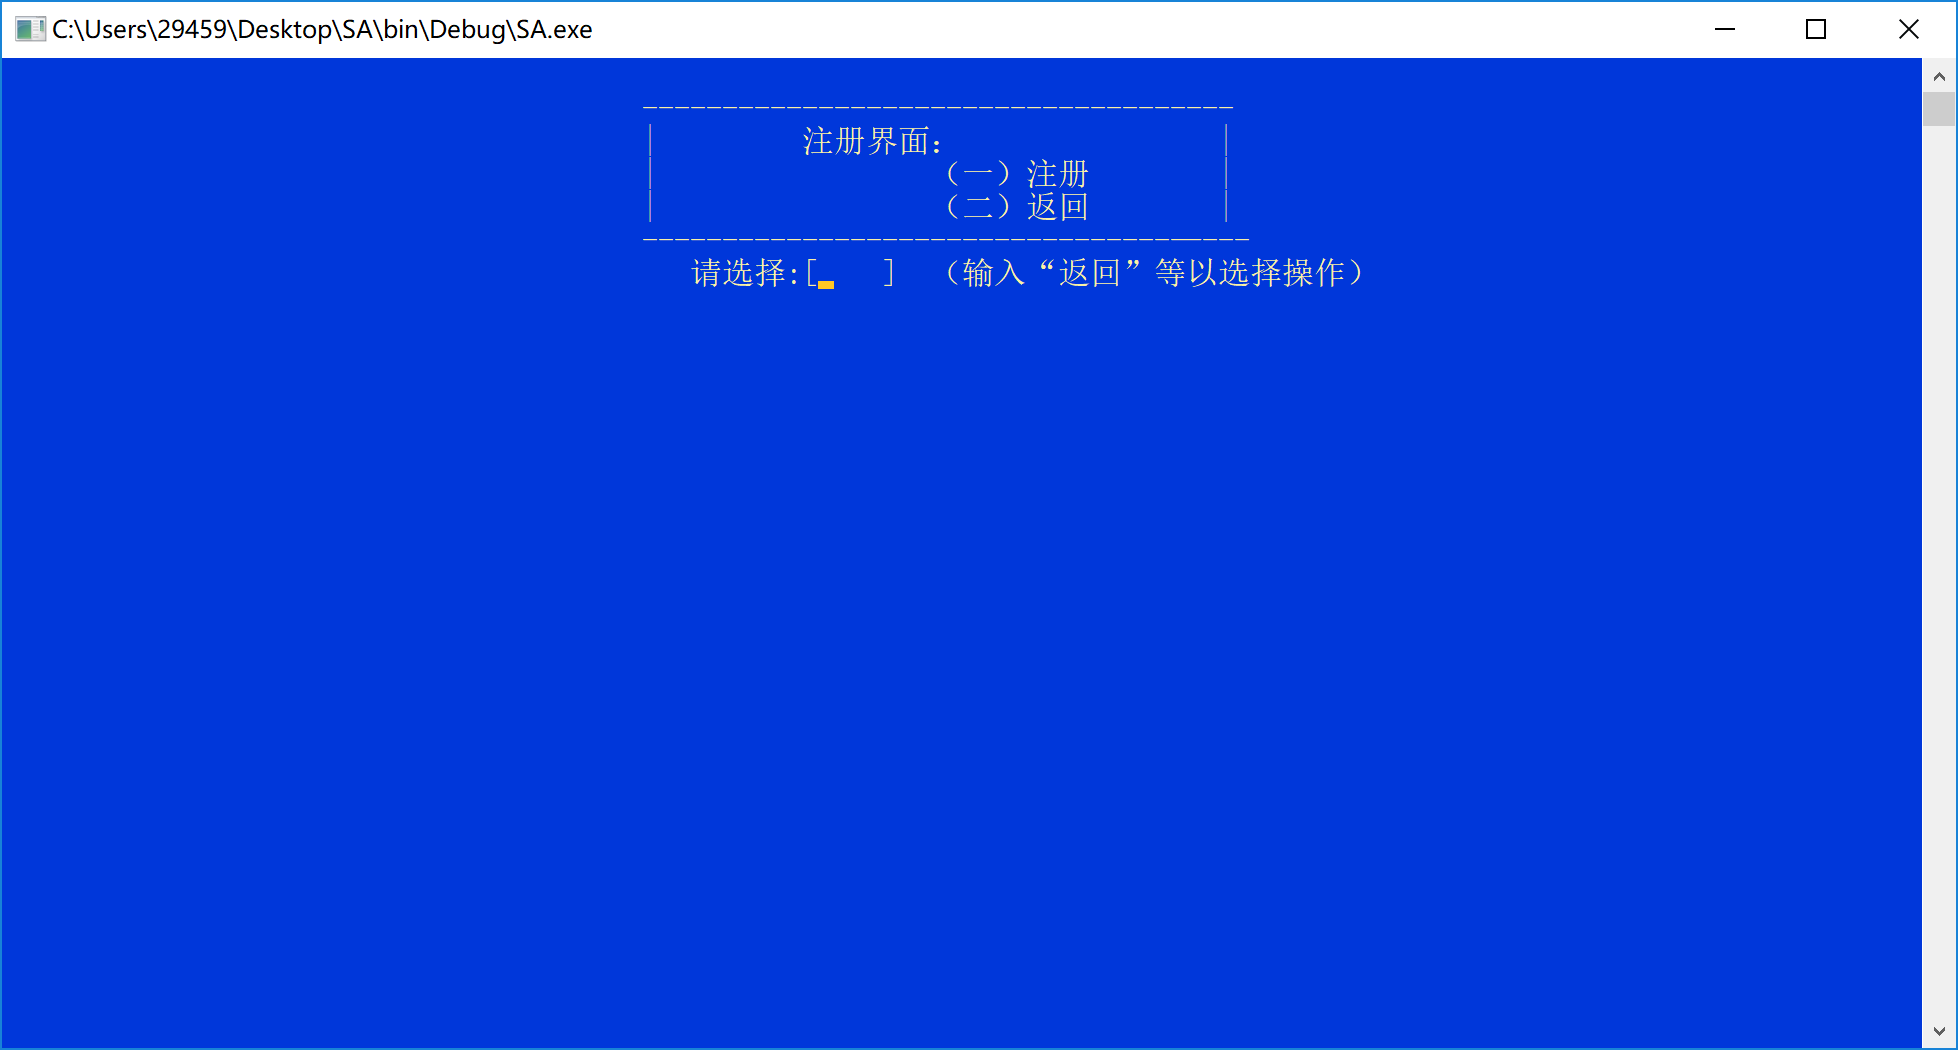 C:\Users\29459\Desktop\SA\bin\Debug\SA.exe
-------------------------------------
| 注册界面： |
| （一）注册 |
| （二）返回 |
--------------------------------------
请选择:[ ] （输入“返回”等以选择操作）